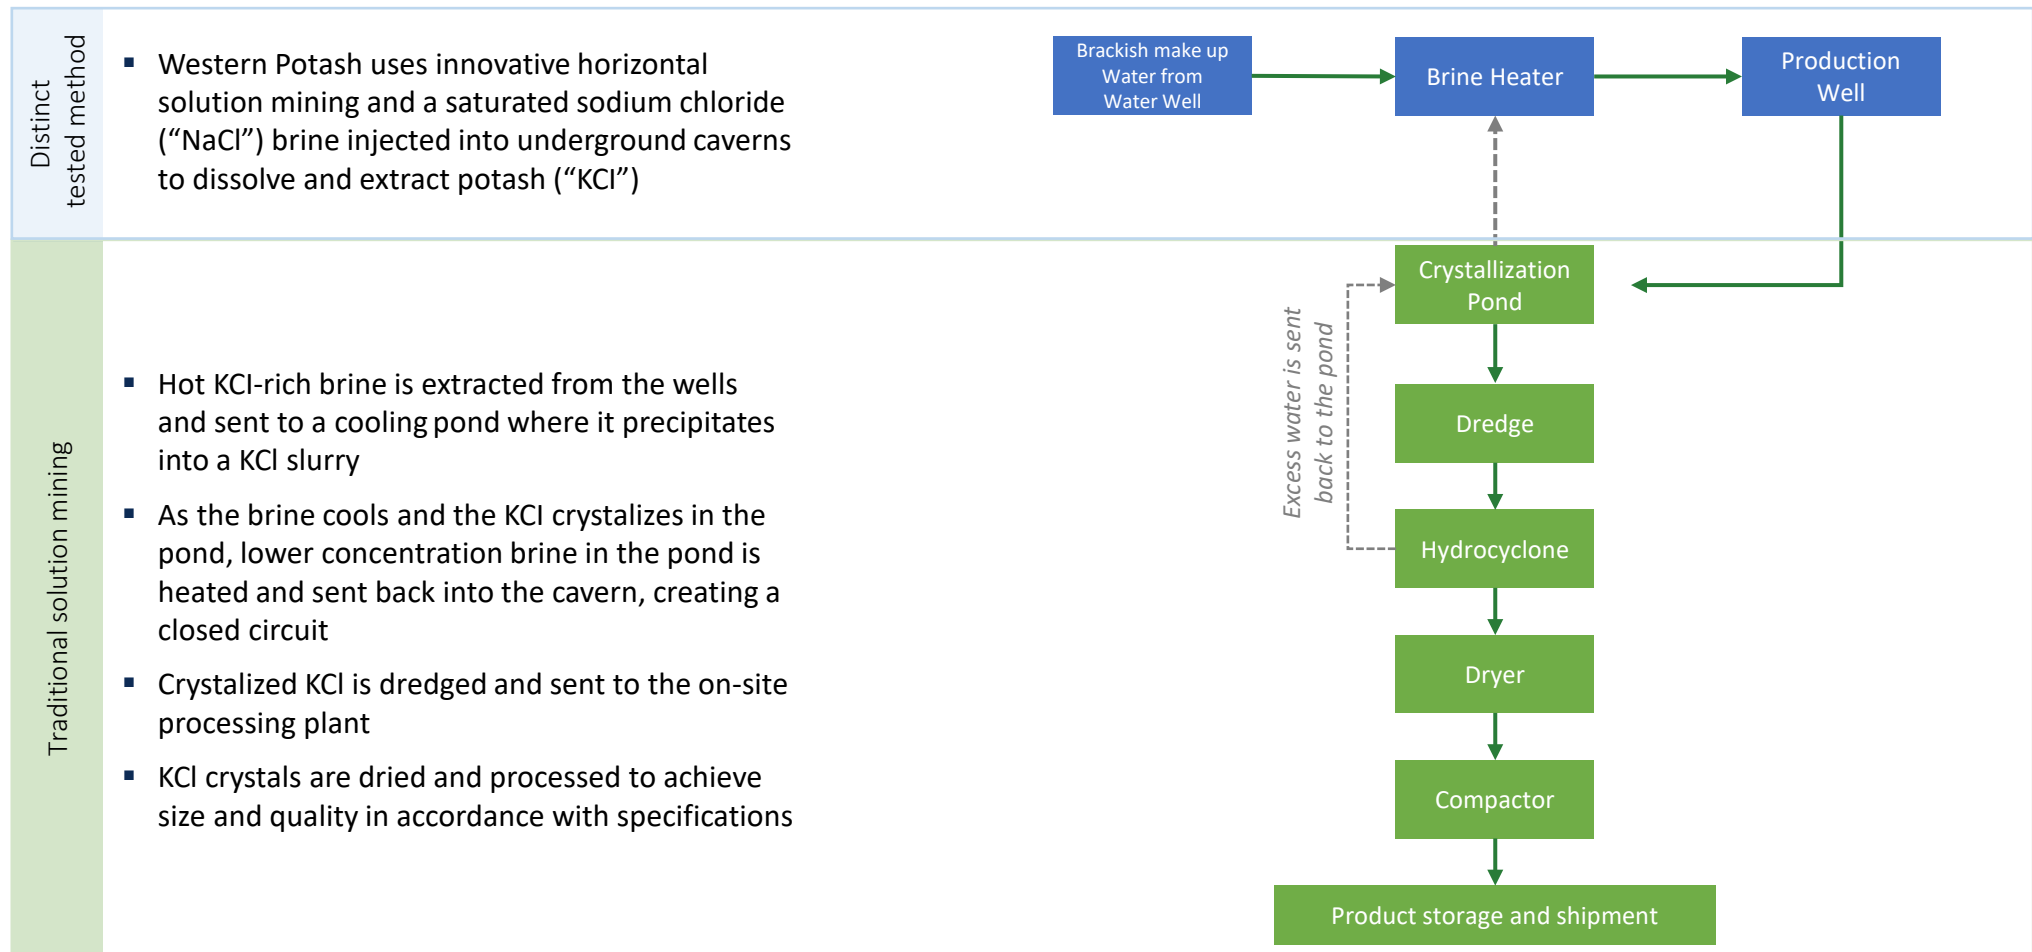 Distinct
tested method
▪ Western Potash uses innovative horizontal
solution mining and a saturated sodium chloride
(“NaCl”) brine injected into underground caverns
to dissolve and extract potash (“KCI”)
Brackish make up
Water from
Water Well
Brine Heater
Production
Well
Traditional solution mining
▪ Hot KCI-rich brine is extracted from the wells
and sent to a cooling pond where it precipitates
into a KCl slurry
▪ As the brine cools and the KCI crystalizes in the
pond, lower concentration brine in the pond is
heated and sent back into the cavern, creating a
closed circuit
▪ Crystalized KCl is dredged and sent to the on-site
processing plant
▪ KCl crystals are dried and processed to achieve
size and quality in accordance with specifications
Crystallization
Pond
Excess water is sent
back to the pond
Dredge
Hydrocyclone
Dryer
Compactor
Product storage and shipment